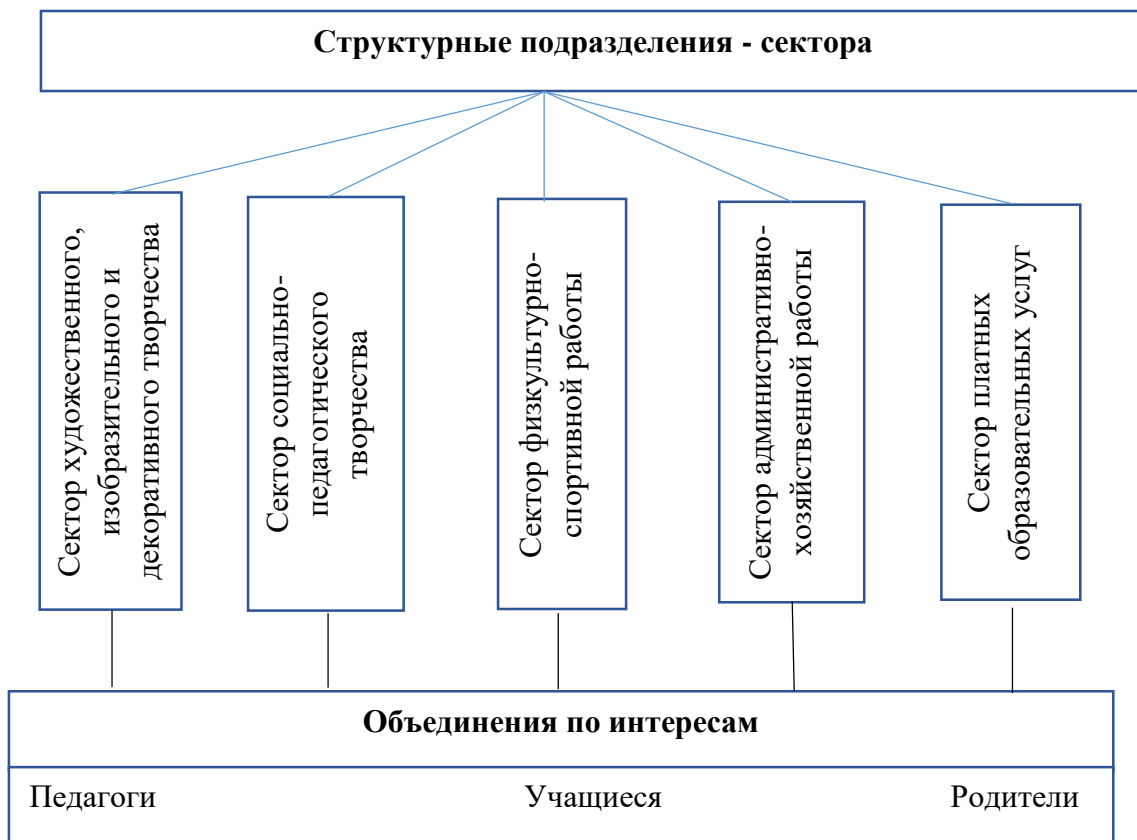 Структурные подразделения - сектора
Сектор художественного,
изобразительного и
декоративного творчества
Сектор социально-
педагогического
творчества
Сектор физкультурно-
спортивной работы
Сектор административно-
хозяйственной работы
Сектор платных
образовательных услуг
Объединения по интересам
Педагоги
Учащиеся
Родители